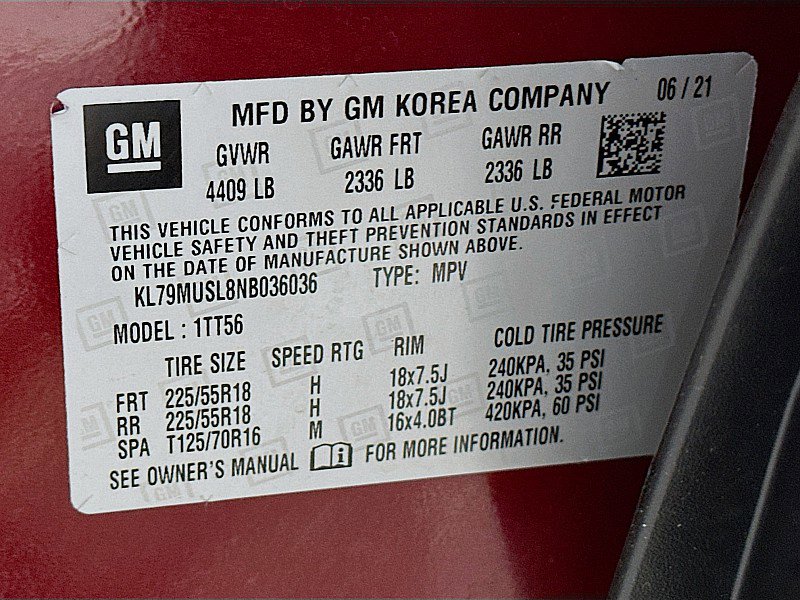 GM
MFD BY GM KOREA COMPANY 06 / 21
GVWR GAWR FRT GAWR RR
4409 LB 2336 LB 2336 LB
THIS VEHICLE CONFORMS TO ALL APPLICABLE U.S. FEDERAL MOTOR
VEHICLE SAFETY AND THEFT PREVENTION STANDARDS IN EFFECT
ON THE DATE OF MANUFACTURE SHOWN ABOVE.
KL79MUSL8NB036036 TYPE: MPV
MODEL : 1TT56
TIRE SIZE SPEED RTG RIM COLD TIRE PRESSURE
FRT 225/55R18 H 18x7.5J 240KPA, 35 PSI
RR 225/55R18 H 18x7.5J 240KPA, 35 PSI
SPA T125/70R16 M 16x4.0BT 420KPA, 60 PSI
SEE OWNER'S MANUAL i FOR MORE INFORMATION.